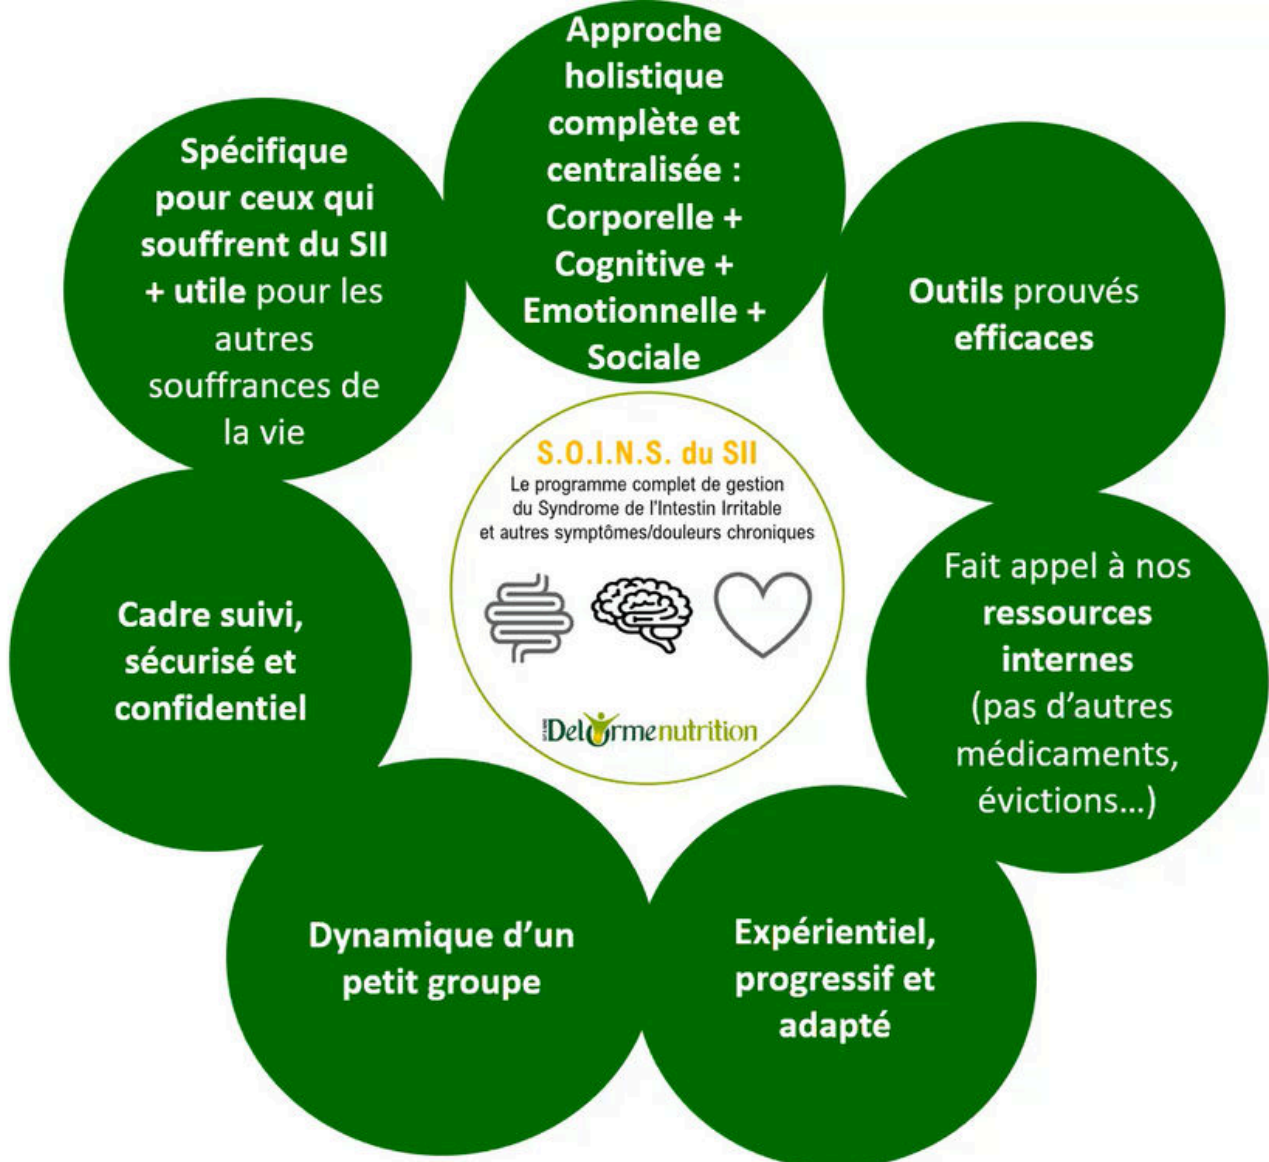 Approche
holistique
complète et
centralisée :
Corporelle +
Cognitive +
Emotionnelle +
Sociale
Outils prouvés
efficaces
Fait appel à nos
ressources
internes
(pas d'autres
médicaments,
évictions...)
Expérientiel,
progressif et
adapté
Dynamique d'un
petit groupe
Cadre suivi,
sécurisé et
confidentiel
Spécifique
pour ceux qui
souffrent du SII
+ utile pour les
autres
souffrances de
la vie
S.O.I.N.S. du SII
Le programme complet de gestion
du Syndrome de l'Intestin Irritable
et autres symptômes/douleurs chroniques
Delormenutrition